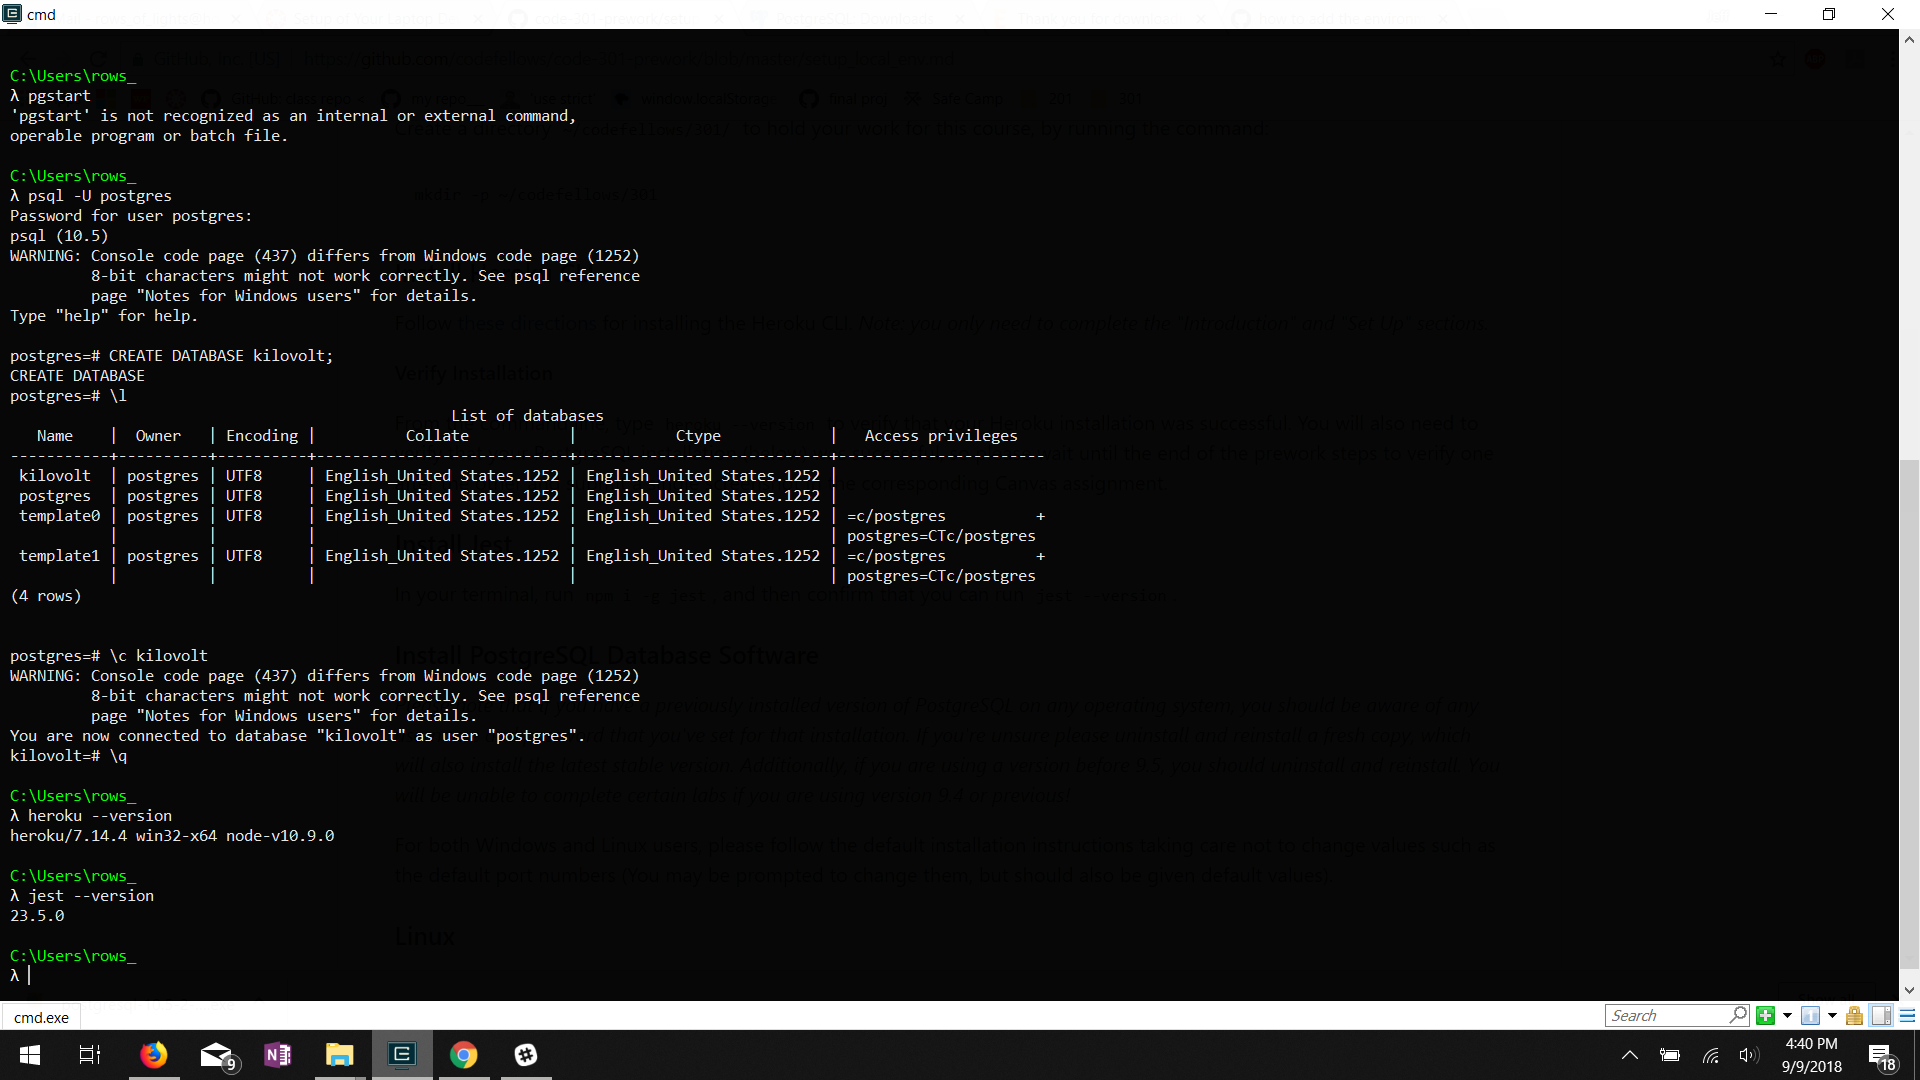 cmd
C:\Users\rows_
λ pgstart
'pgstart' is not recognized as an internal or external command,
operable program or batch file.
C:\Users\rows_
λ psql -U postgres
Password for user postgres:
psql (10.5)
WARNING: Console code page (437) differs from Windows code page (1252)
         8-bit characters might not work correctly. See psql reference
         page "Notes for Windows users" for details.
Type "help" for help.
postgres=# CREATE DATABASE kilovolt;
CREATE DATABASE
postgres=# \l
List of databases
   Name    |  Owner   | Encoding |          Collate           |           Ctype            |   Access privileges
-----------+----------+----------+----------------------------+----------------------------+-----------------------
 kilovolt  | postgres | UTF8     | English_United States.1252 | English_United States.1252 |
 postgres  | postgres | UTF8     | English_United States.1252 | English_United States.1252 |
 template0 | postgres | UTF8     | English_United States.1252 | English_United States.1252 | =c/postgres          +
           |          |          |                            |                            | postgres=CTc/postgres
 template1 | postgres | UTF8     | English_United States.1252 | English_United States.1252 | =c/postgres          +
           |          |          |                            |                            | postgres=CTc/postgres
(4 rows)
postgres=# \c kilovolt
WARNING: Console code page (437) differs from Windows code page (1252)
         8-bit characters might not work correctly. See psql reference
         page "Notes for Windows users" for details.
You are now connected to database "kilovolt" as user "postgres".
kilovolt=# \q
C:\Users\rows_
λ heroku --version
heroku/7.14.4 win32-x64 node-v10.9.0
C:\Users\rows_
λ jest --version
23.5.0
C:\Users\rows_
λ
cmd.exe
Search
9
N
4:40 PM
9/9/2018
18